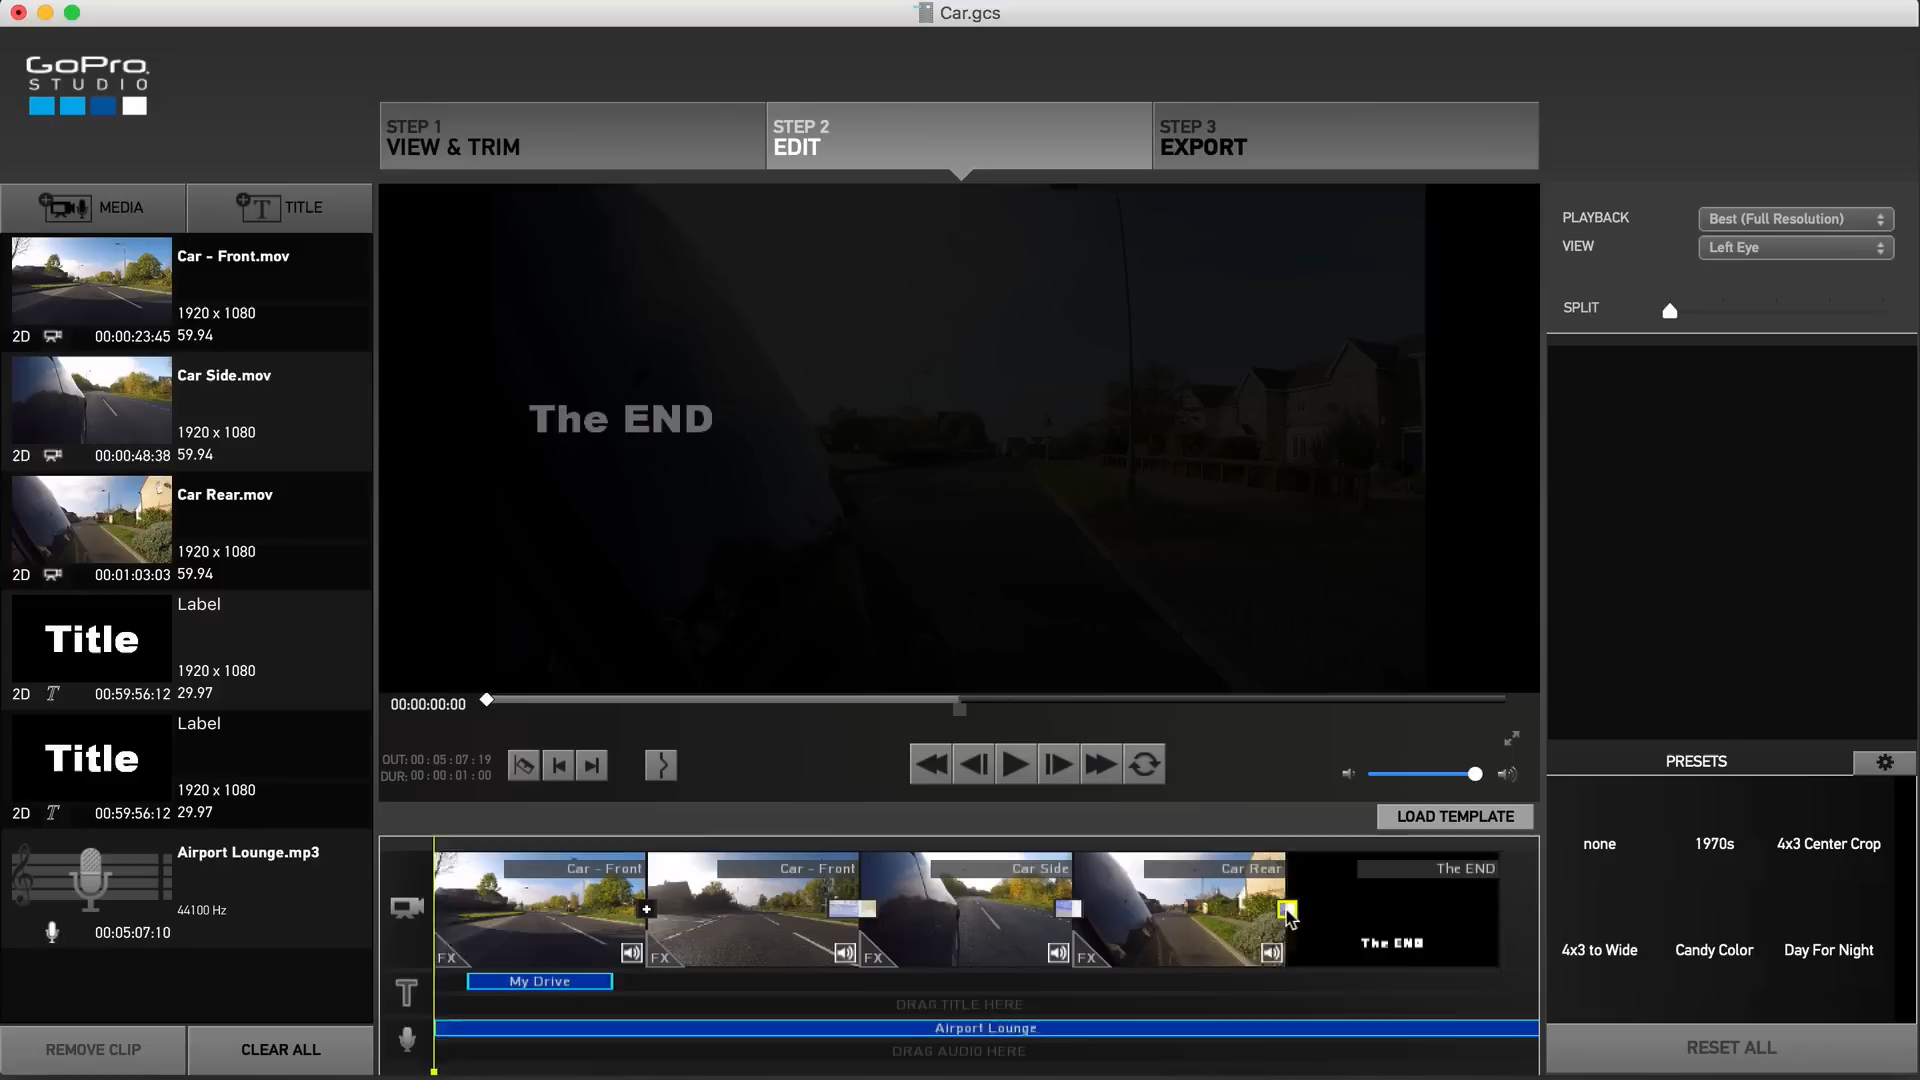 Car.gcs
GoPro
STUDIO
STEP 1
VIEW & TRIM
STEP 2
EDIT
STEP 3
EXPORT
MEDIA
TITLE
PLAYBACK
Best (Full Resolution)
VIEW
Left Eye
SPLIT
Car - Front.mov
1920 x 1080
2D 00:00:23:45 59.94
Car Side.mov
1920 x 1080
2D 00:00:48:38 59.94
Car Rear.mov
1920 x 1080
2D 00:01:03:03 59.94
Label
Title
1920 x 1080
2D T 00:59:56:12 29.97
Label
Title
1920 x 1080
2D T 00:59:56:12 29.97
Airport Lounge.mp3
44100 Hz
00:05:07:10
REMOVE CLIP
CLEAR ALL
The END
00:00:00:00
OUT: 00 : 05 : 07 : 19
DUR: 00 : 00 : 01 : 00
LOAD TEMPLATE
Car - Front
Car - Front
Car Side
Car Rear
The END
The END
FX
FX
FX
FX
My Drive
T
DRAG TITLE HERE
Airport Lounge
DRAG AUDIO HERE
PRESETS
none
1970s
4x3 Center Crop
4x3 to Wide
Candy Color
Day For Night
RESET ALL